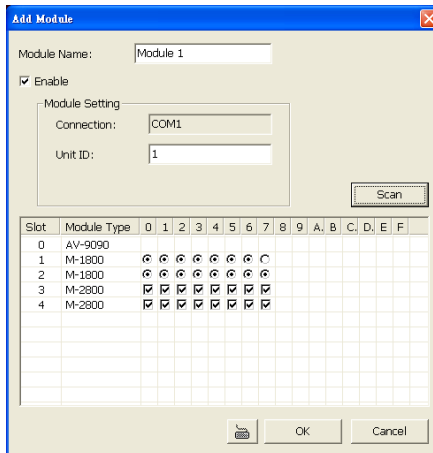 Add Module
Module Name: Module 1
Enable
Module Setting
Connection: COM1
Unit ID: 1
Scan
Slot Module Type 0 1 2 3 4 5 6 7 8 9 A. B C. D. E F
0 AV-9090
1 M-1800
2 M-1800
3 M-2800
4 M-2800
OK Cancel